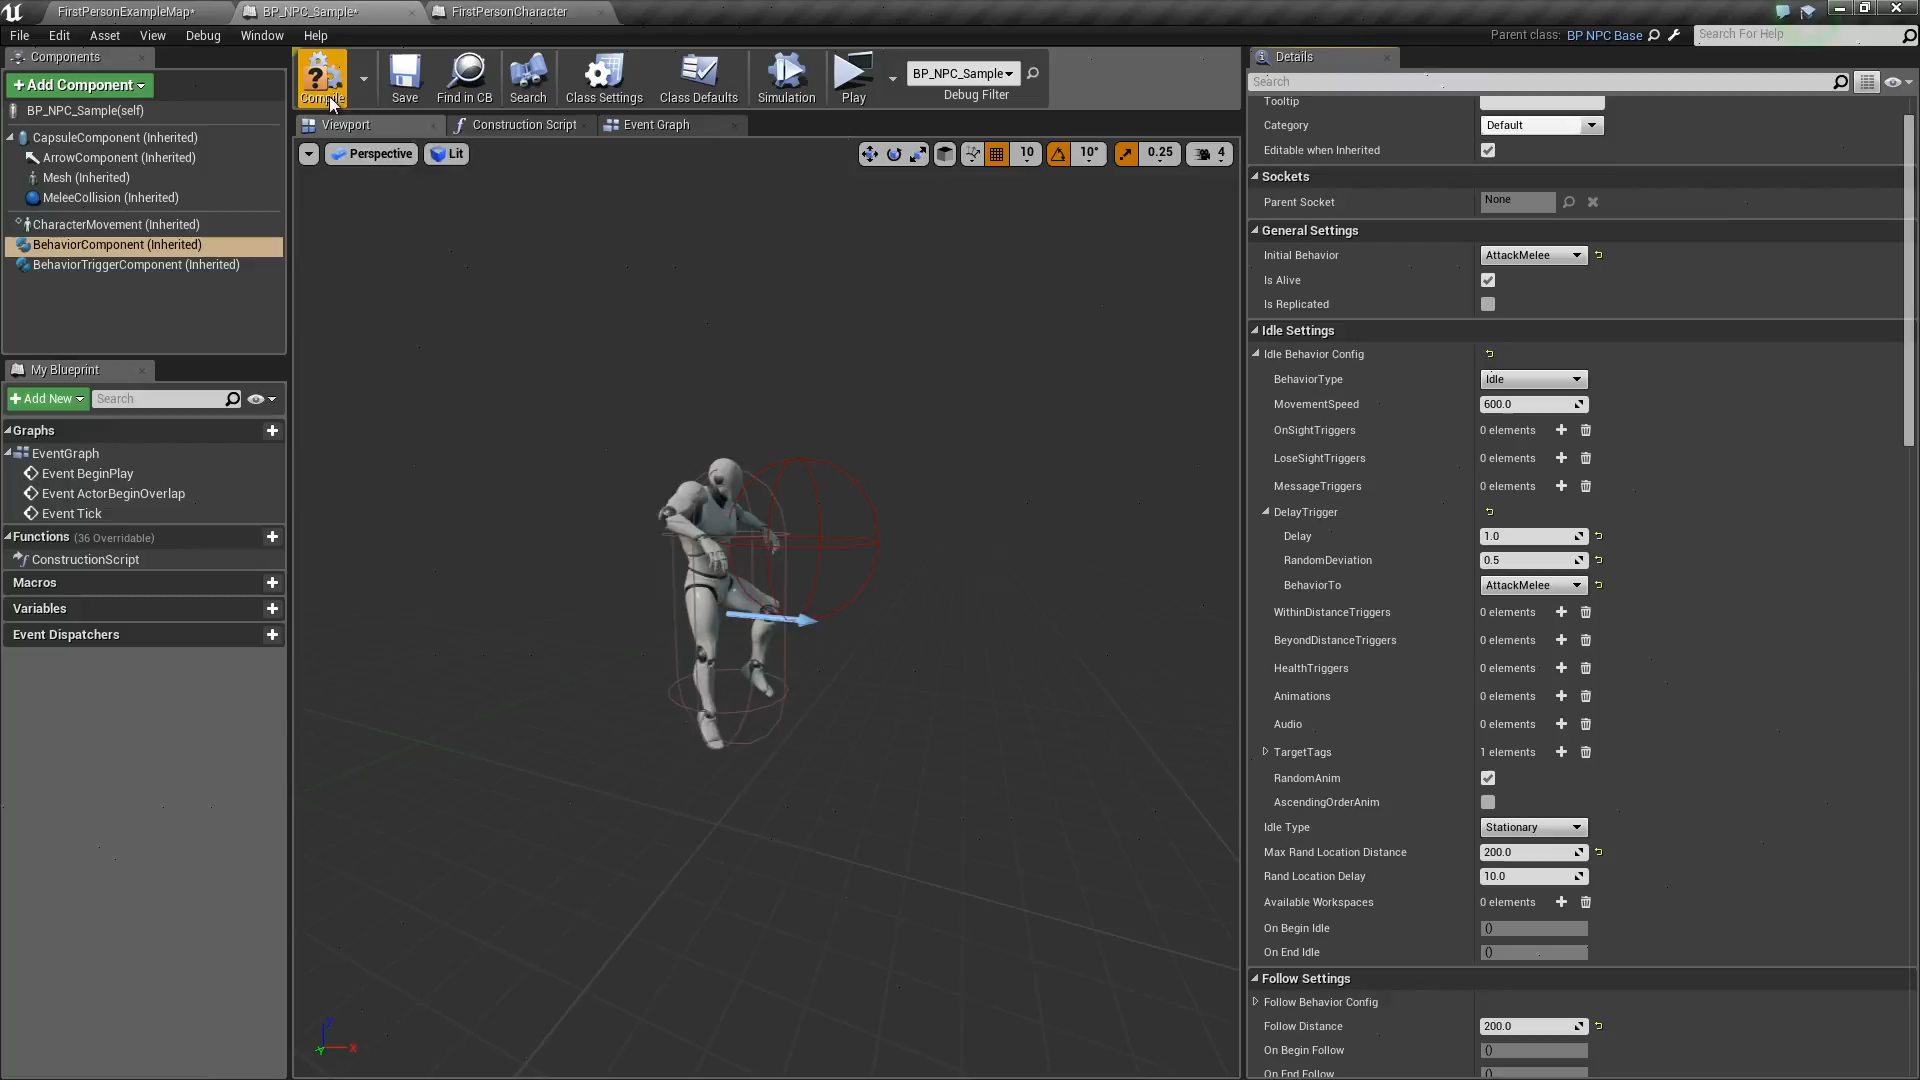 FirstPersonExampleMap*
BP_NPC_Sample*
FirstPersonCharacter
File Edit Asset View Debug Window Help
Parent class: BP NPC Base
Search For Help
Components
+Add Component
BP_NPC_Sample(self)
CapsuleComponent (Inherited)
ArrowComponent (Inherited)
Mesh (Inherited)
MeleeCollision (Inherited)
CharacterMovement (Inherited)
BehaviorComponent (Inherited)
BehaviorTriggerComponent (Inherited)
My Blueprint
+Add New
Search
Graphs
EventGraph
Event BeginPlay
Event ActorBeginOverlap
Event Tick
Functions (36 Overridable)
ConstructionScript
Macros
Variables
Event Dispatchers
Compile
Save
Find in CB
Search
Class Settings
Class Defaults
Simulation
Play
BP_NPC_Sample
Debug Filter
Viewport
Construction Script
Event Graph
Perspective
Lit
10
10°
0.25
4
Z
X
Y
Details
Search
Tooltip
Category Default
Editable when Inherited
Sockets
Parent Socket None
General Settings
Initial Behavior AttackMelee
Is Alive
Is Replicated
Idle Settings
Idle Behavior Config
BehaviorType Idle
MovementSpeed 600.0
OnSightTriggers 0 elements
LoseSightTriggers 0 elements
MessageTriggers 0 elements
DelayTrigger
Delay 1.0
RandomDeviation 0.5
BehaviorTo AttackMelee
WithinDistanceTriggers 0 elements
BeyondDistanceTriggers 0 elements
HealthTriggers 0 elements
Animations 0 elements
Audio 0 elements
TargetTags 1 elements
RandomAnim
AscendingOrderAnim
Idle Type Stationary
Max Rand Location Distance 200.0
Rand Location Delay 10.0
Available Workspaces 0 elements
On Begin Idle ()
On End Idle ()
Follow Settings
Follow Behavior Config
Follow Distance 200.0
On Begin Follow ()
On End Follow ()